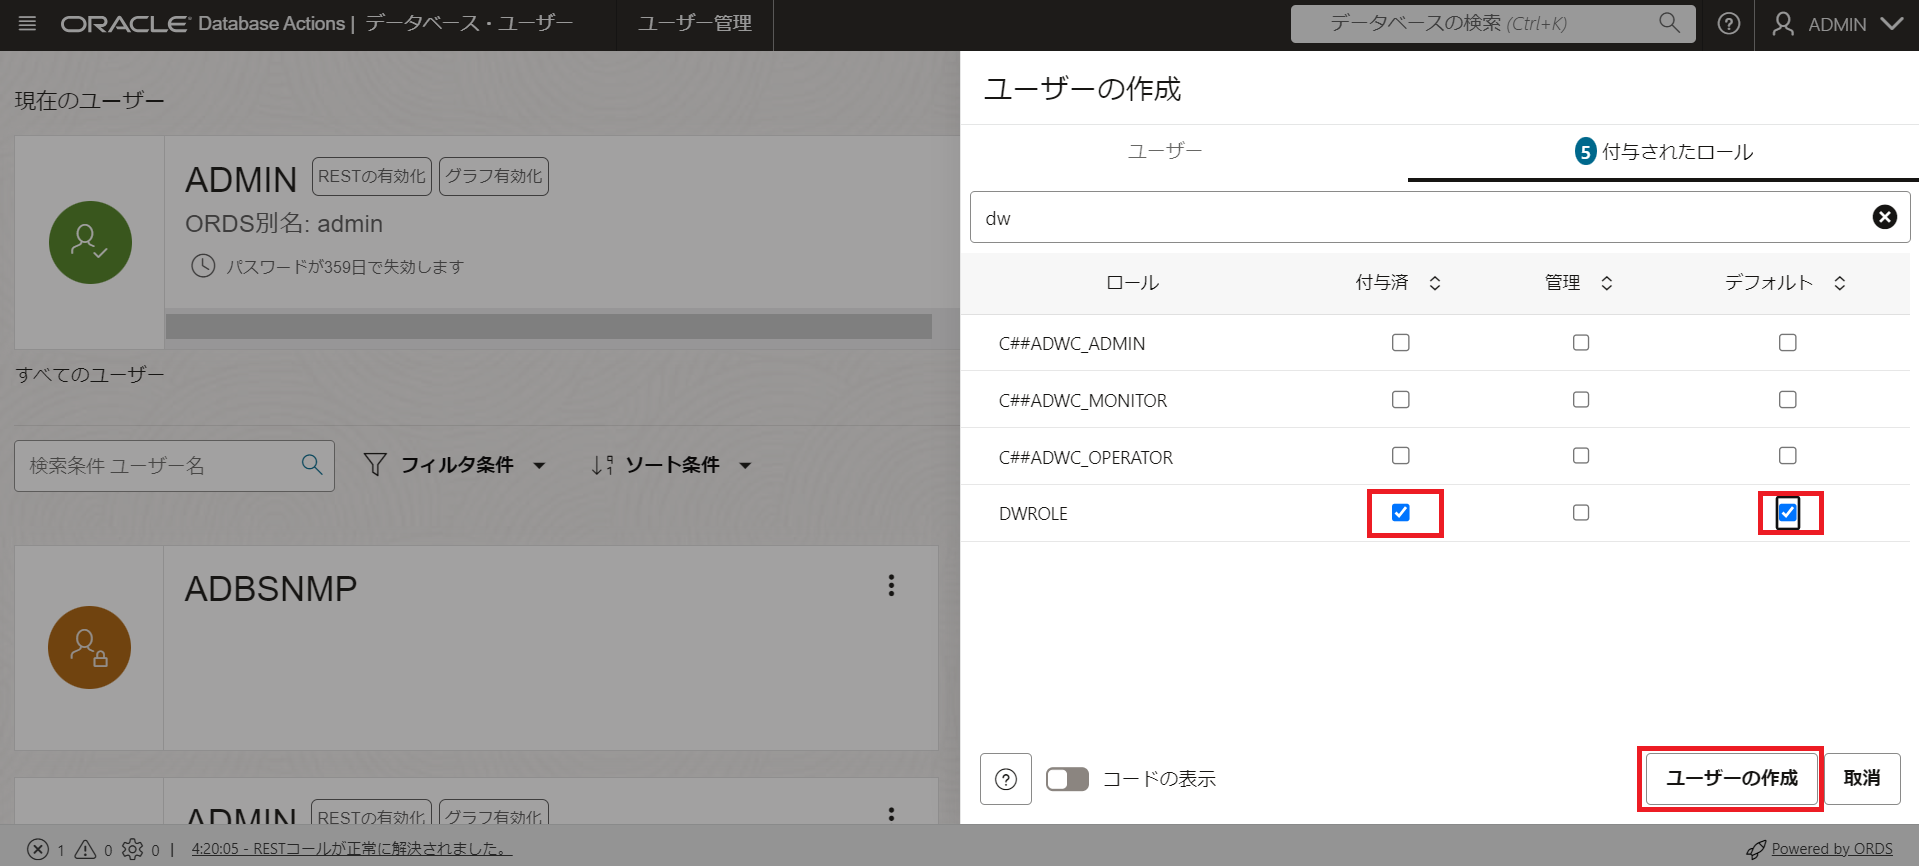 ORACLE Database Actions | データベース・ユーザー
ユーザー管理
データベースの検索 (Ctrl+K)
ADMIN
現在のユーザー
ADMIN RESTの有効化 グラフ有効化
ORDS別名: admin
パスワードが359日で失効します
すべてのユーザー
検索条件 ユーザー名
フィルタ条件
ソート条件
ADBSNMP
ADMIN RESTの有効化 グラフ有効化
ユーザーの作成
ユーザー
5 付与されたロール
dw
ロール 付与済 管理 デフォルト
C##ADWC_ADMIN
C##ADWC_MONITOR
C##ADWC_OPERATOR
DWROLE
コードの表示
ユーザーの作成
取消
1 0 0 | 4:20:05 - RESTコールが正常に解決されました。
Powered by ORDS